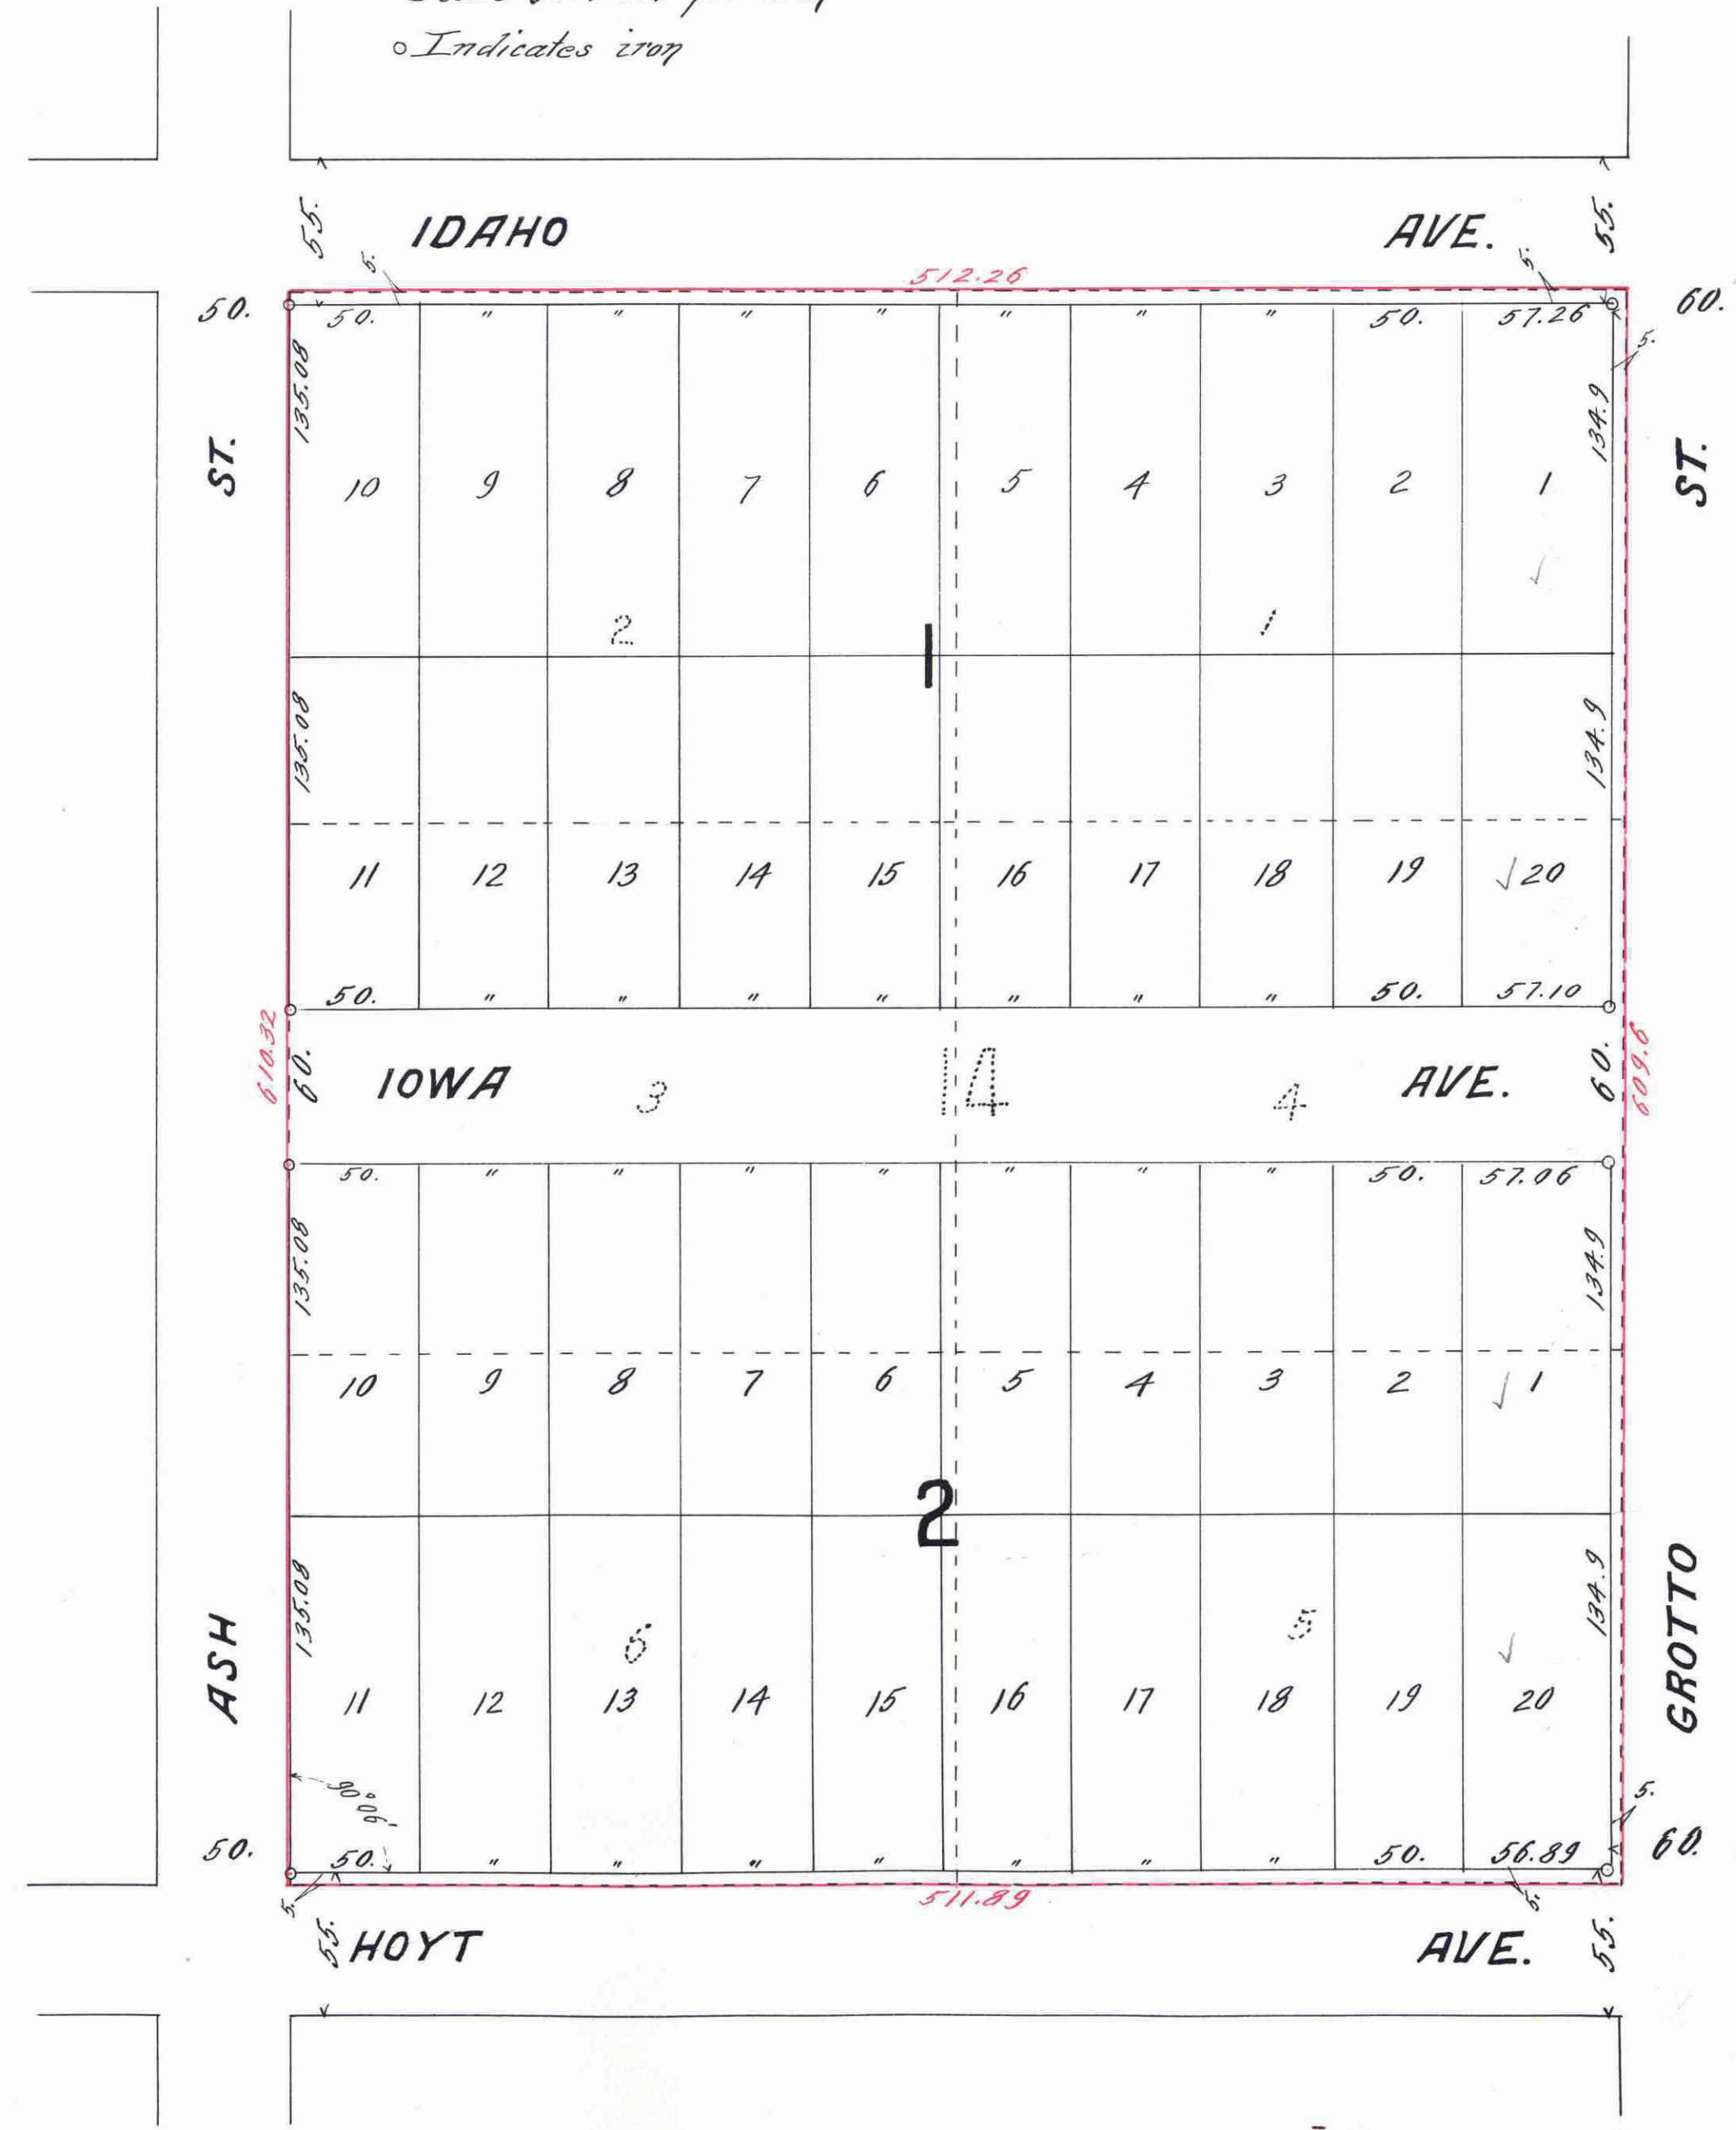 o Indicates iron
55. IDAHO AVE. 55.
5. 512.26 5.
50. 60.
50. " " " " " " " 50. 57.26
5.
135.08 134.9
ST. ST.
10 9 8 7 6 5 4 3 2 1
2 1
1
135.08 134.9
11 12 13 14 15 16 17 18 19 20
50. " " " " " " " 50. 57.10
610.32 60. IOWA 3 14 4 AVE. 60. 609.6
50. " " " " " " " 50. 57.06
135.08 134.9
10 9 8 7 6 5 4 3 2 1
2
135.08 134.9
ASH GROTTO
6 5
11 12 13 14 15 16 17 18 19 20
5.
50. 60.
50. " " " " " " " 50. 56.89
5. 511.89 5.
55. HOYT AVE. 55.